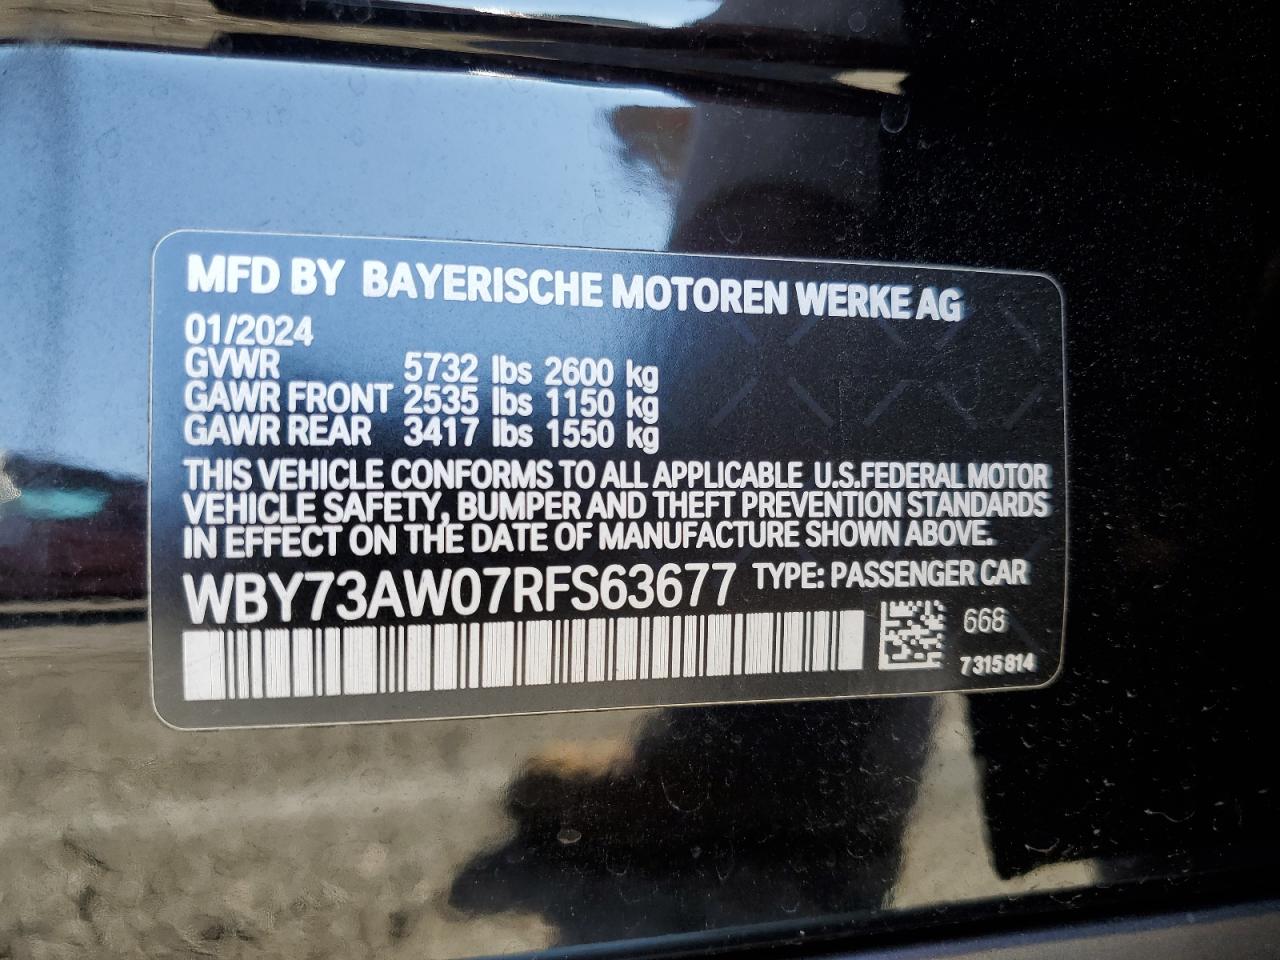 MFD BY BAYERISCHE MOTOREN WERKE AG
01/2024
GVWR 5732 lbs 2600 kg
GAWR FRONT 2535 lbs 1150 kg
GAWR REAR 3417 lbs 1550 kg
THIS VEHICLE CONFORMS TO ALL APPLICABLE U.S.FEDERAL MOTOR
VEHICLE SAFETY, BUMPER AND THEFT PREVENTION STANDARDS
IN EFFECT ON THE DATE OF MANUFACTURE SHOWN ABOVE.
WBY73AW07RFS63677 TYPE: PASSENGER CAR
668
7315814